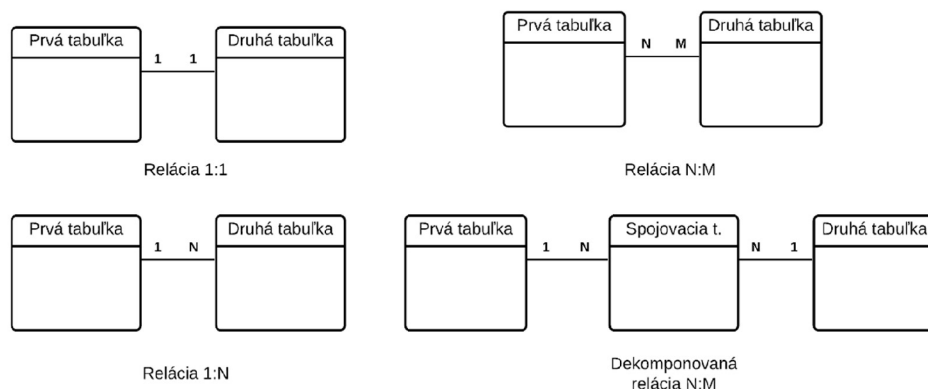 Prvá tabuľka
Druhá tabuľka
1 1
Relácia 1:1
Prvá tabuľka
Druhá tabuľka
N M
Relácia N:M
Prvá tabuľka
Druhá tabuľka
1 N
Relácia 1:N
Prvá tabuľka
Spojovacia t.
Druhá tabuľka
1 N
N 1
Dekomponovaná
relácia N:M